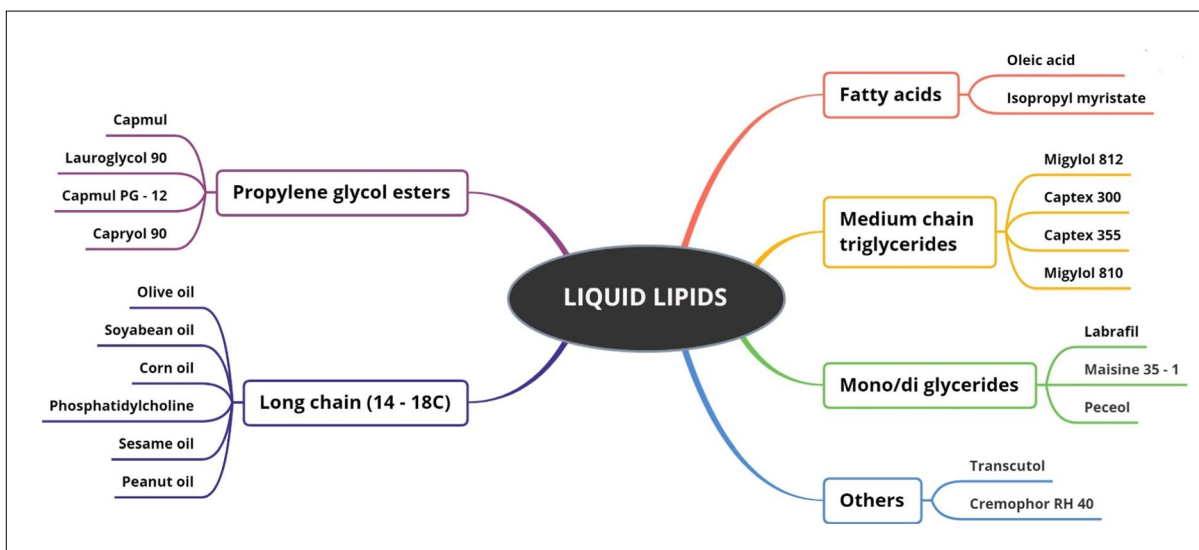 LIQUID LIPIDS
Fatty acids
Oleic acid
Isopropyl myristate
Medium chain
triglycerides
Migylol 812
Captex 300
Captex 355
Migylol 810
Mono/di glycerides
Labrafil
Maisine 35 - 1
Peceol
Others
Transcutol
Cremophor RH 40
Propylene glycol esters
Capmul
Lauroglycol 90
Capmul PG - 12
Capryol 90
Long chain (14 - 18C)
Olive oil
Soyabean oil
Corn oil
Phosphatidylcholine
Sesame oil
Peanut oil